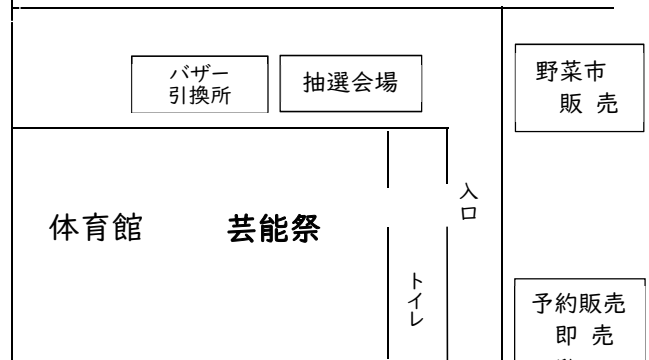 バザー
引換所
抽選会場
野菜市
販 売
入口
体育館
芸能祭
トイレ
予約販売
即 売